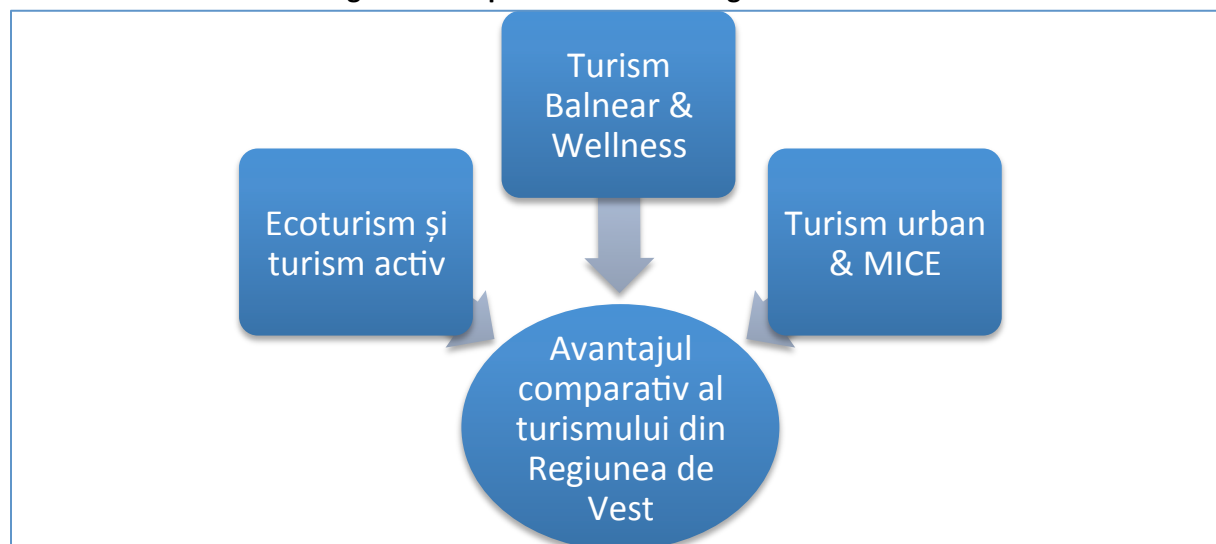 Turism
Balnear &
Wellness
Ecoturism și
turism activ
Turism urban
& MICE
Avantajul
comparativ al
turismului din
Regiunea de
Vest